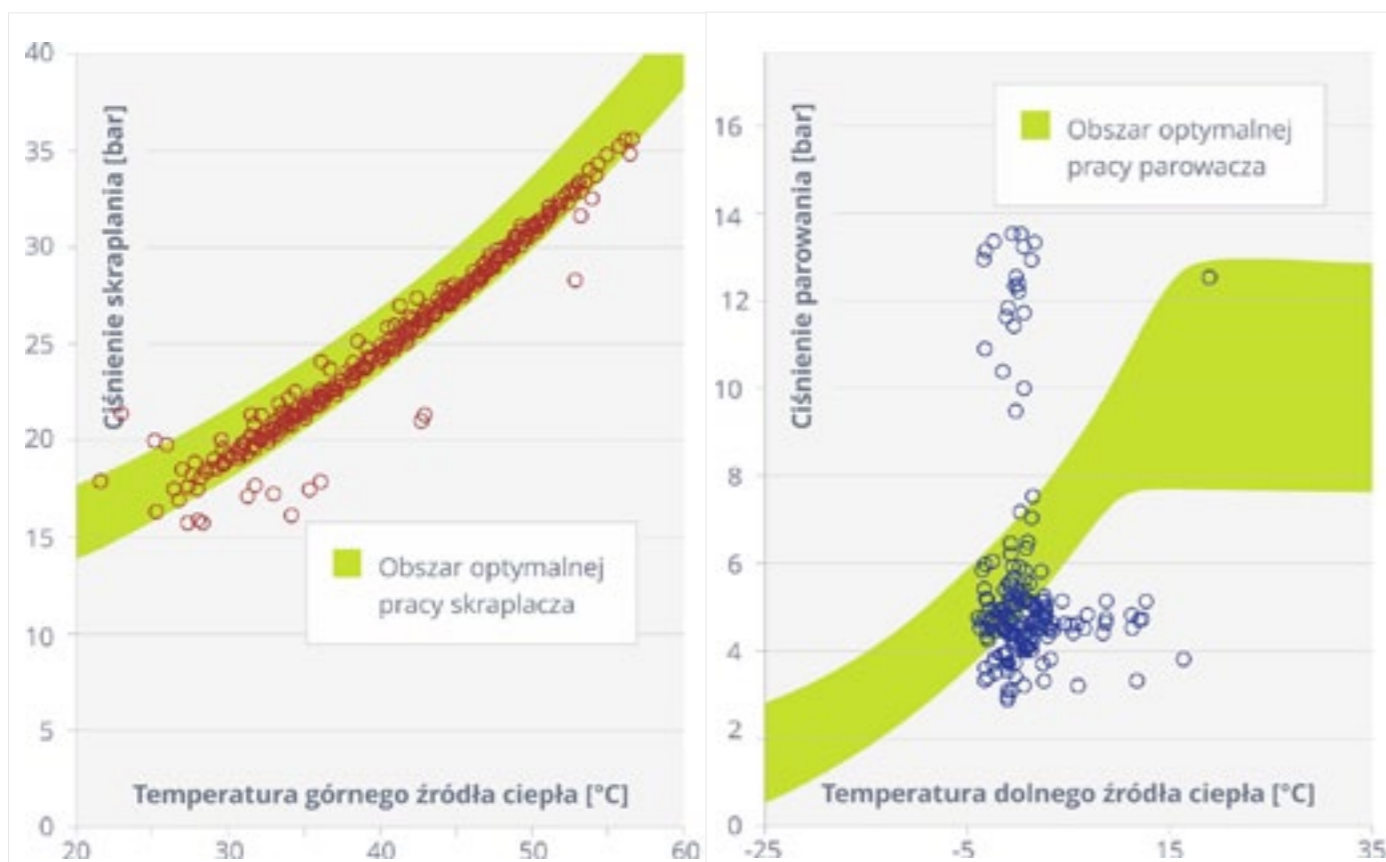 40
35
30
25
20
15
10
5
0
Ciśnienie skraplania [bar]
Obszar optymalnej
pracy skraplacza
Temperatura górnego źródła ciepła [°C]
20 30 40 50 60
16
14
12
10
8
6
4
2
0
Ciśnienie parowania [bar]
Obszar optymalnej
pracy parowacza
Temperatura dolnego źródła ciepła [°C]
-25 -5 15 35